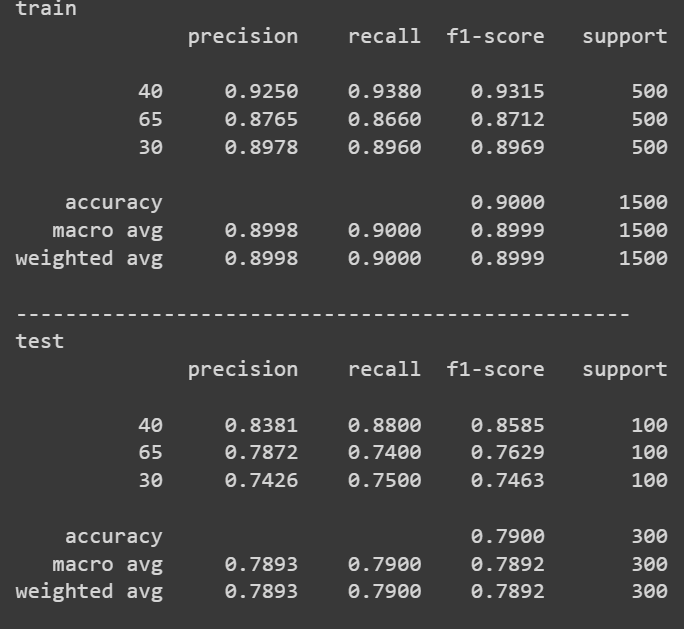 train
precision recall f1-score support
40 0.9250 0.9380 0.9315 500
65 0.8765 0.8660 0.8712 500
30 0.8978 0.8960 0.8969 500
accuracy 0.9000 1500
macro avg 0.8998 0.9000 0.8999 1500
weighted avg 0.8998 0.9000 0.8999 1500
--------------------------------------------------
test
precision recall f1-score support
40 0.8381 0.8800 0.8585 100
65 0.7872 0.7400 0.7629 100
30 0.7426 0.7500 0.7463 100
accuracy 0.7900 300
macro avg 0.7893 0.7900 0.7892 300
weighted avg 0.7893 0.7900 0.7892 300